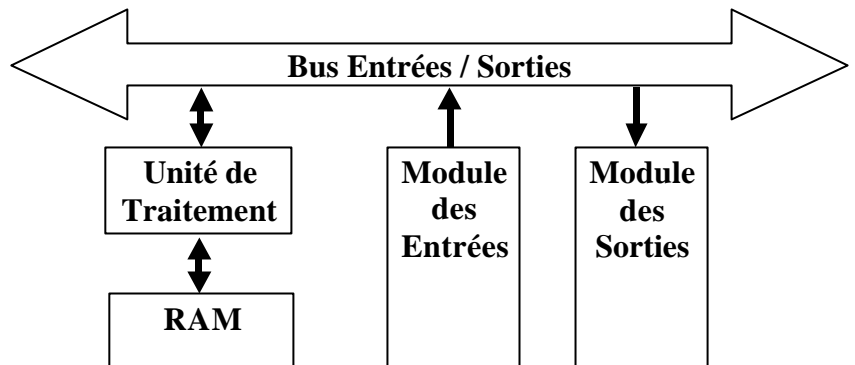 Bus Entrées / Sorties
Unité de
Traitement
Module
des
Entrées
Module
des
Sorties
RAM